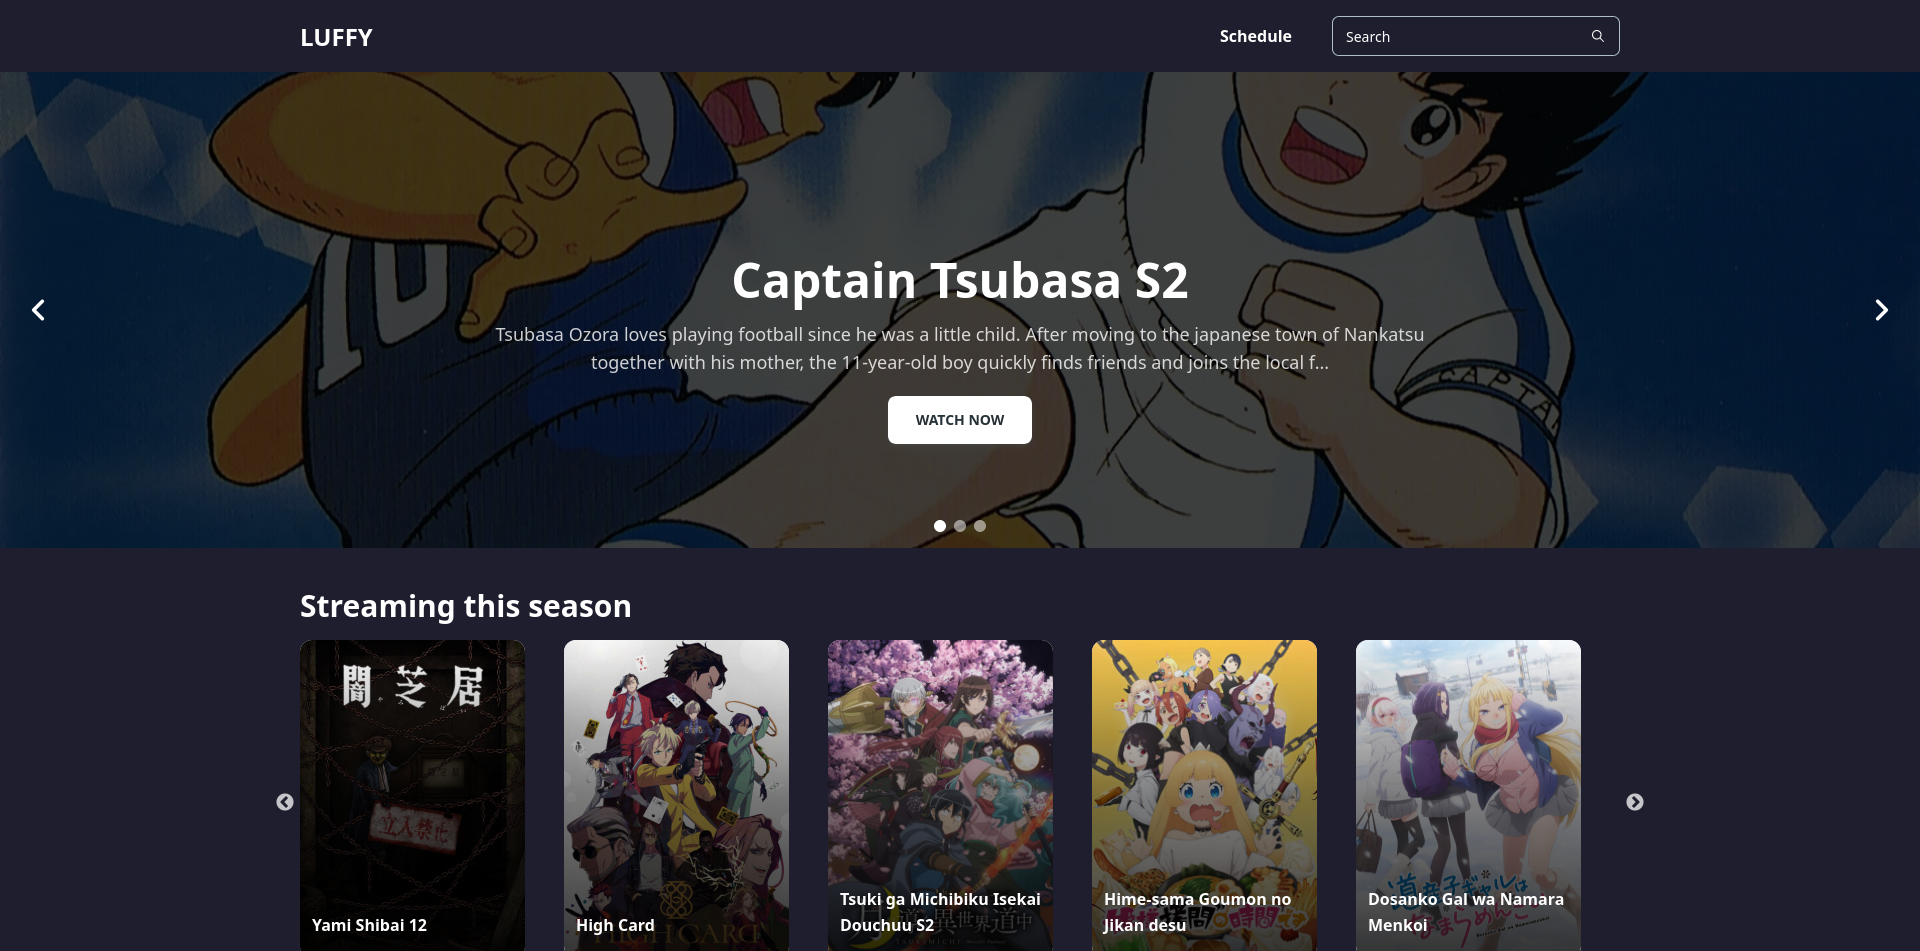 LUFFY
Schedule
Search
CAPTA
Captain Tsubasa S2
Tsubasa Ozora loves playing football since he was a little child. After moving to the japanese town of Nankatsu
together with his mother, the 11-year-old boy quickly finds friends and joins the local f...
WATCH NOW
Streaming this season
闇芝居
立入禁止
Yami Shibai 12
HIGH CARD
High Card
Tsuki ga Michibiku Isekai
Douchuu S2
Hime-sama Goumon no
Jikan desu
Dosanko Gal wa Namara
Menkoi